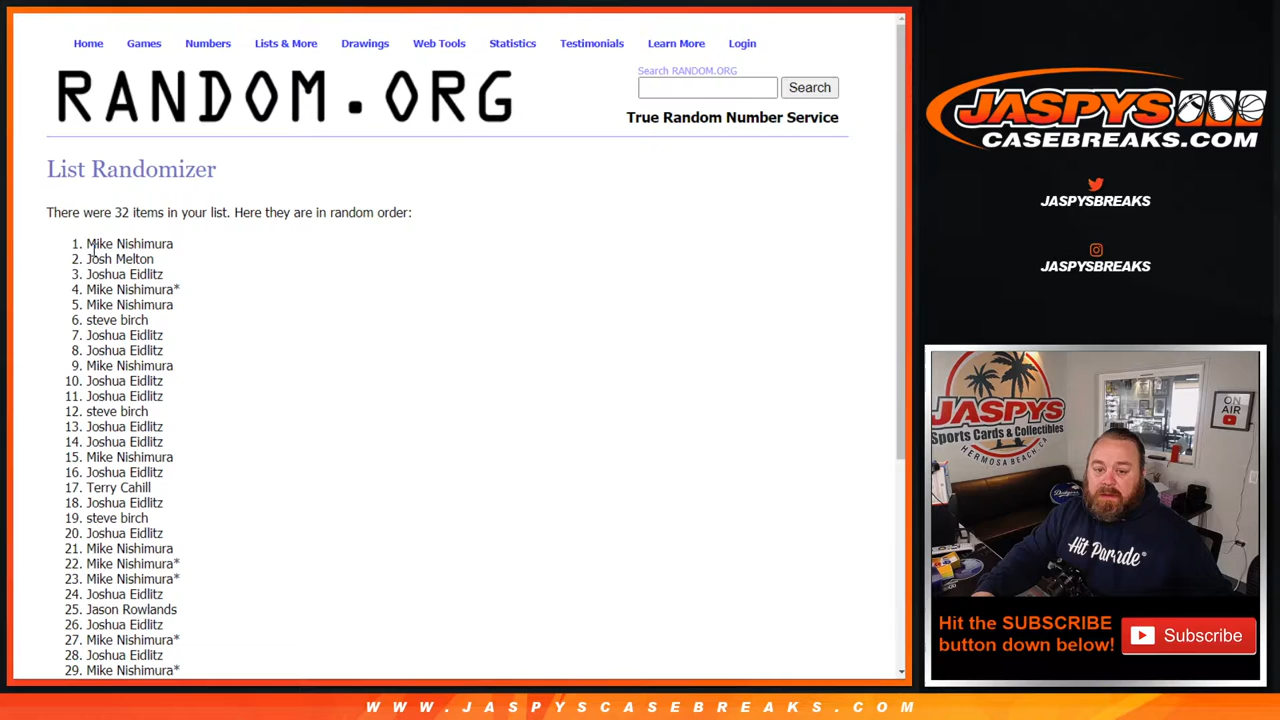 Home Games Numbers Lists & More Drawings Web Tools Statistics Testimonials Learn More Login
Search RANDOM.ORG
RANDOM.ORG
Search
True Random Number Service
List Randomizer
There were 32 items in your list. Here they are in random order:
1. Mike Nishimura
2. Josh Melton
3. Joshua Eidlitz
4. Mike Nishimura*
5. Mike Nishimura
6. steve birch
7. Joshua Eidlitz
8. Joshua Eidlitz
9. Mike Nishimura
10. Joshua Eidlitz
11. Joshua Eidlitz
12. steve birch
13. Joshua Eidlitz
14. Joshua Eidlitz
15. Mike Nishimura
16. Joshua Eidlitz
17. Terry Cahill
18. Joshua Eidlitz
19. steve birch
20. Joshua Eidlitz
21. Mike Nishimura
22. Mike Nishimura*
23. Mike Nishimura*
24. Joshua Eidlitz
25. Jason Rowlands
26. Joshua Eidlitz
27. Mike Nishimura*
28. Joshua Eidlitz
29. Mike Nishimura*
JASPYS
CASEBREAKS.COM
JASPYSBREAKS
JASPYSBREAKS
JASPYS
Sports Cards & Collectibles
HERMOSA BEACH, CA
ON
AIR
Dodgers
Hit Parade
Hit the SUBSCRIBE
button down below!
Subscribe
WWW.JASPYSCASEBREAKS.COM